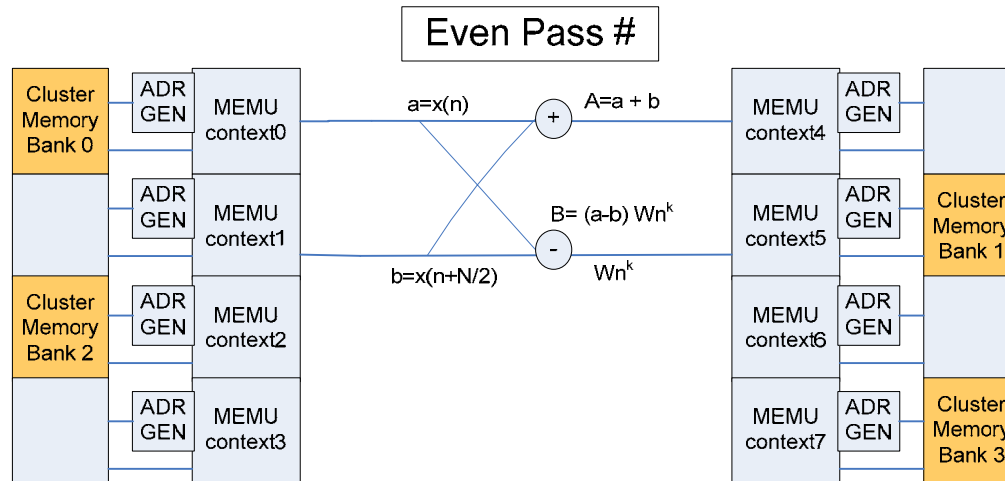 Even Pass #
Cluster
Memory
Bank 0
ADR
GEN
MEMU
context0
ADR
GEN
MEMU
context1
Cluster
Memory
Bank 2
ADR
GEN
MEMU
context2
ADR
GEN
MEMU
context3
a=x(n)
+
A=a + b
B= (a-b) Wn^k
-
b=x(n+N/2)
Wn^k
MEMU
context4
ADR
GEN
MEMU
context5
ADR
GEN
Cluster
Memory
Bank 1
MEMU
context6
ADR
GEN
MEMU
context7
ADR
GEN
Cluster
Memory
Bank 3